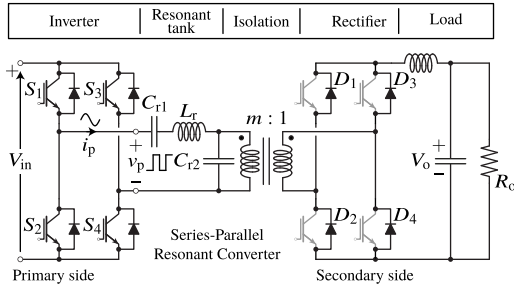 Inverter
Resonant tank
Isolation
Rectifier
Load
+
S1
S3
Cr1
Lr
m : 1
D1
D3
ip
+
vp
Cr2
−
Vin
+
Vo
−
Ro
S2
S4
D2
D4
−
Series-Parallel
Resonant Converter
Primary side
Secondary side